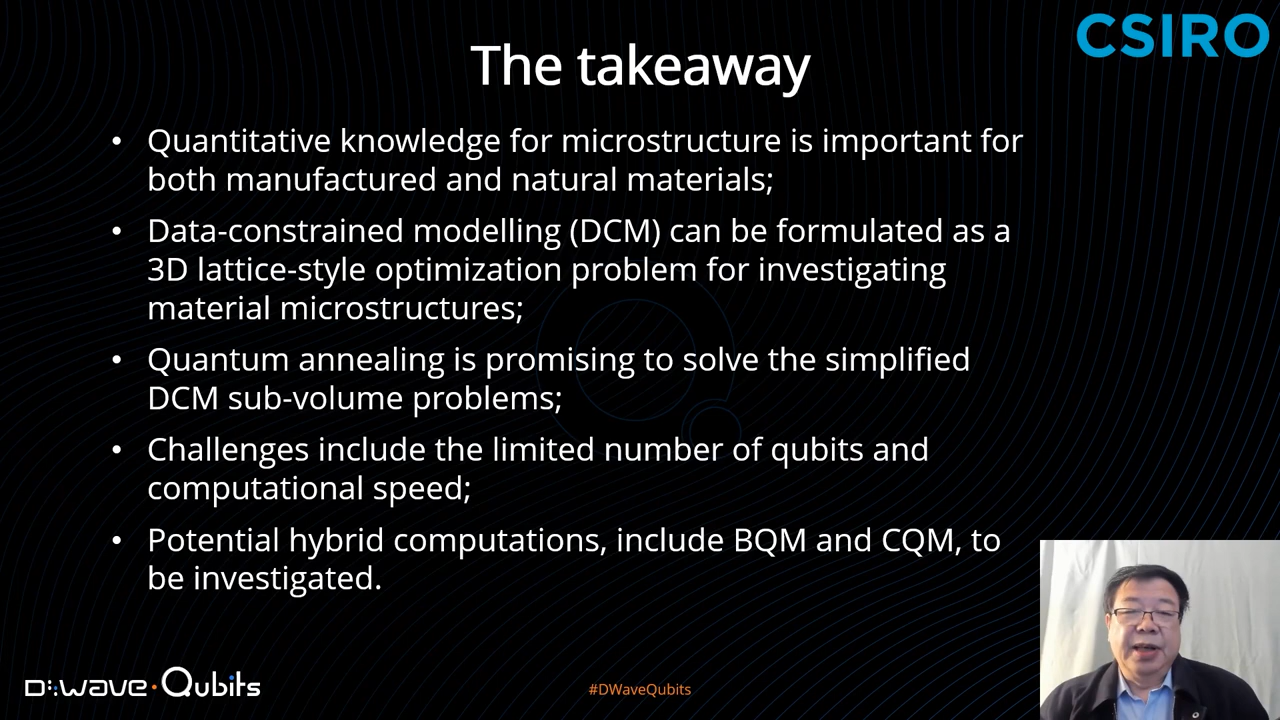 CSIRO
The takeaway
• Quantitative knowledge for microstructure is important for
both manufactured and natural materials;
• Data-constrained modelling (DCM) can be formulated as a
3D lattice-style optimization problem for investigating
material microstructures;
• Quantum annealing is promising to solve the simplified
DCM sub-volume problems;
• Challenges include the limited number of qubits and
computational speed;
• Potential hybrid computations, include BQM and CQM, to
be investigated.
D:wave Qubits
#DWaveQubits